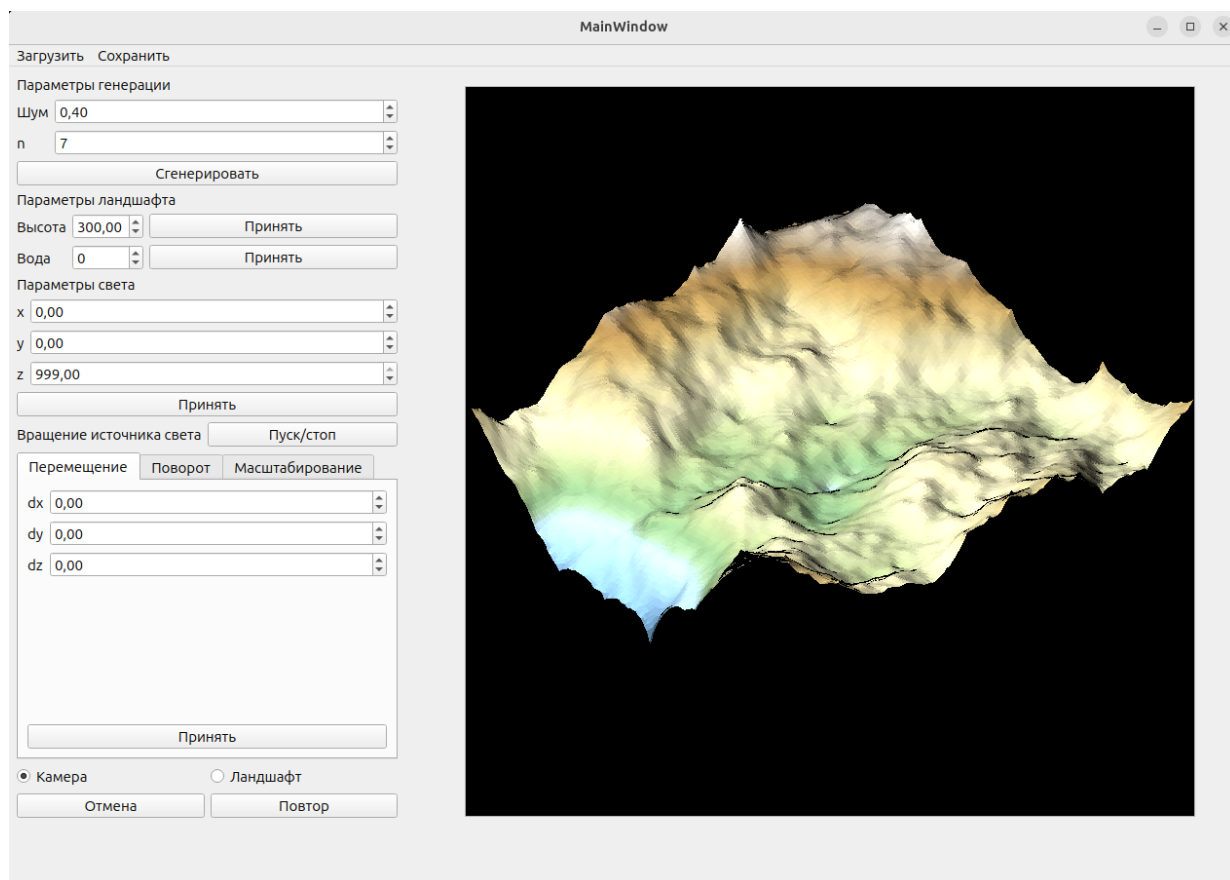 MainWindow
Загрузить Сохранить
Параметры генерации
Шум 0,40
n 7
Сгенерировать
Параметры ландшафта
Высота 300,00 Принять
Вода 0 Принять
Параметры света
x 0,00
y 0,00
z 999,00
Принять
Вращение источника света Пуск/стоп
Перемещение Поворот Масштабирование
dx 0,00
dy 0,00
dz 0,00
Принять
Камера Ландшафт
Отмена Повтор